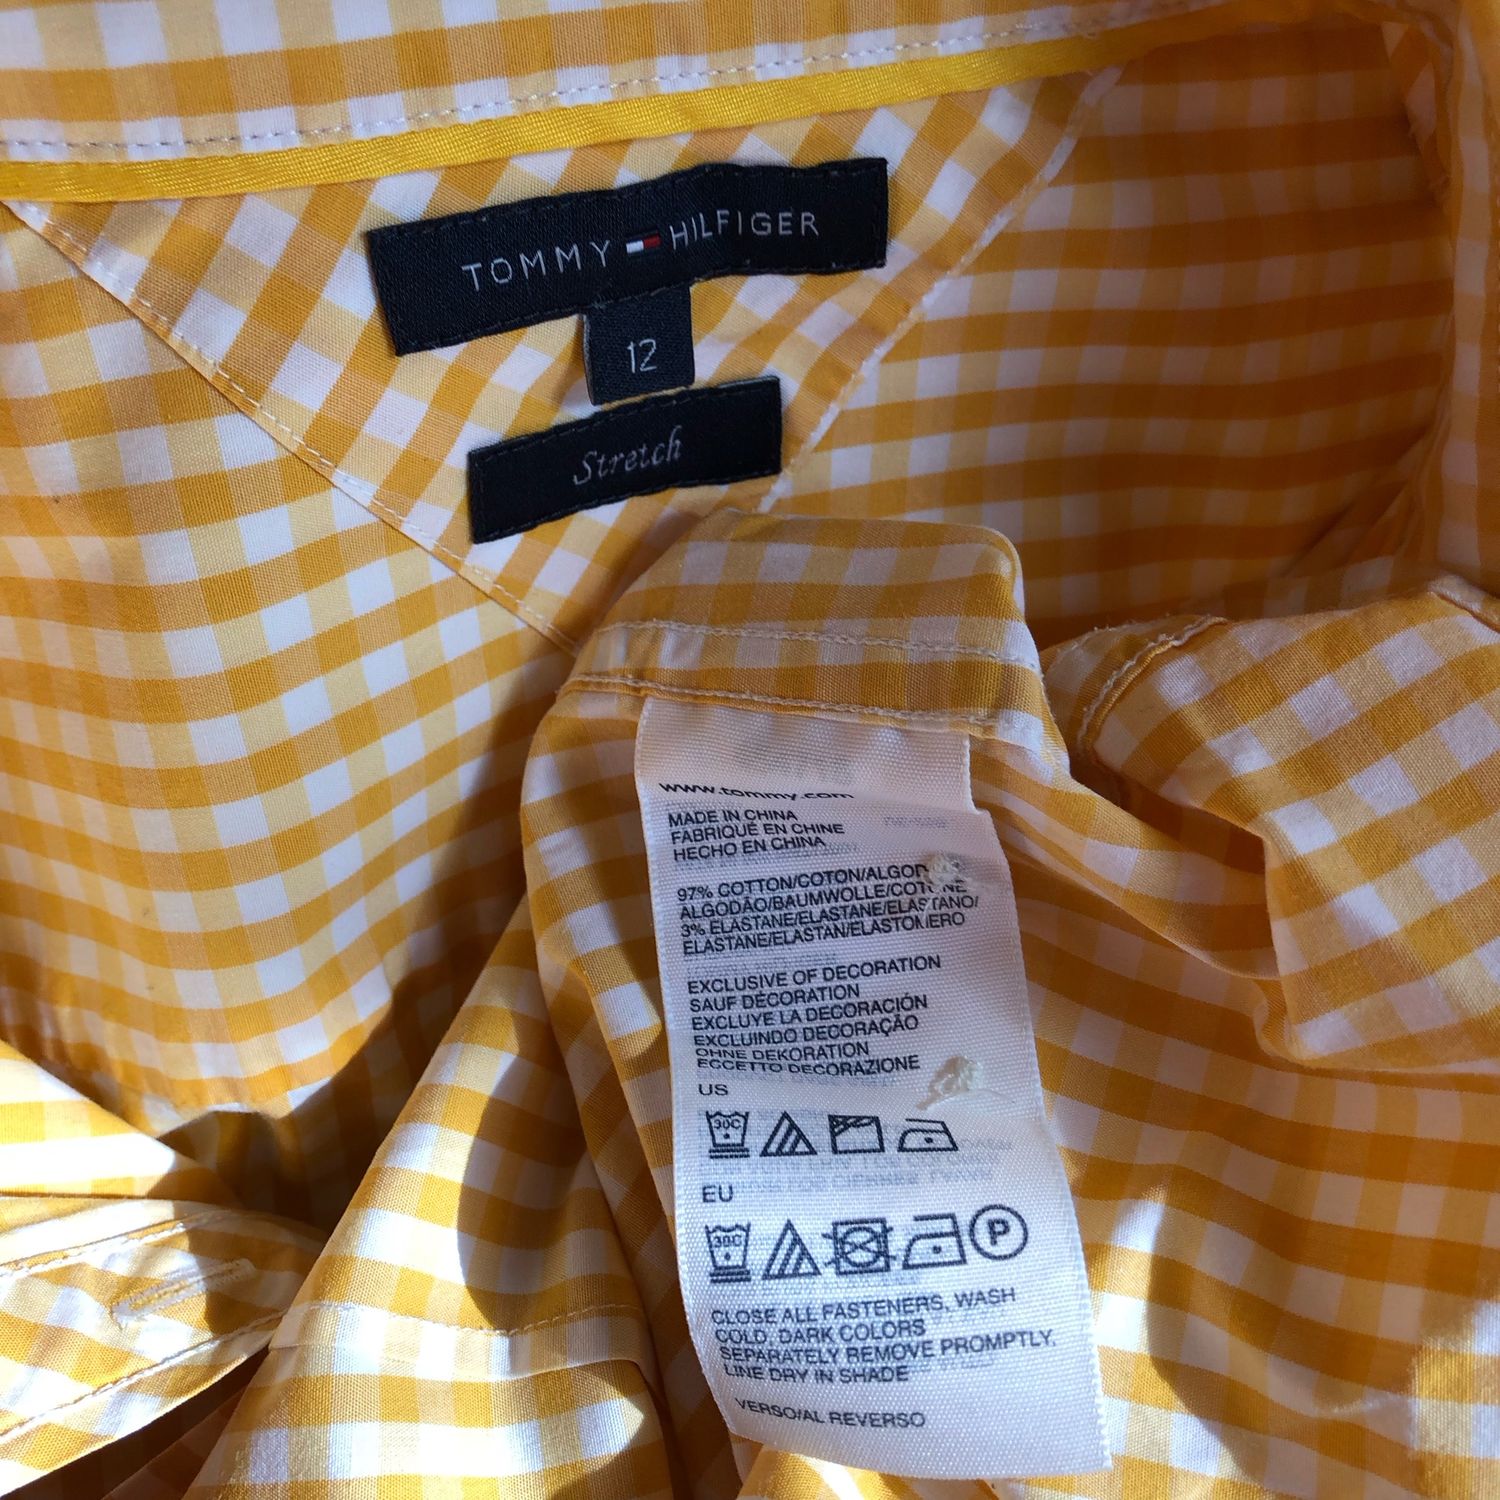 TOMMY HILFIGER
12
Stretch
www.tommy.com
MADE IN CHINA
FABRIQUÉ EN CHINE
HECHO EN CHINA
97% COTTON/COTON/ALGOD
ALGODÃO/BAUMWOLLE/COTONE
3% ELASTANE/ELASTANE/ELASTANO/
ELASTANE/ELASTAN/ELASTOMERO
EXCLUSIVE OF DECORATION
SAUF DÉCORATION
EXCLUYE LA DECORACIÓN
EXCLUINDO DECORAÇÃO
OHNE DEKORATION
ECCETTO DECORAZIONE
US
30C
EU
30C
P
CLOSE ALL FASTENERS, WASH
COLD, DARK COLORS
SEPARATELY REMOVE PROMPTLY,
LINE DRY IN SHADE
VERSO/AL REVERSO